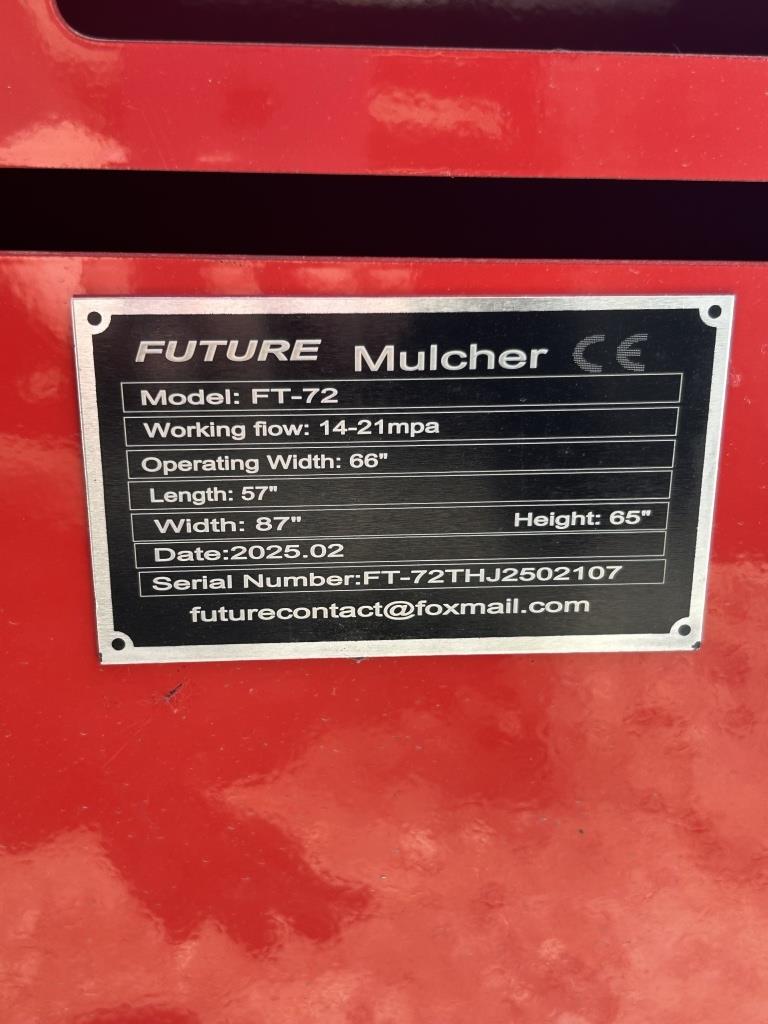 FUTURE Mulcher CE
Model: FT-72
Working flow: 14-21mpa
Operating Width: 66"
Length: 57"
Width: 87" Height: 65"
Date:2025.02
Serial Number:FT-72THJ2502107
futurecontact@foxmail.com